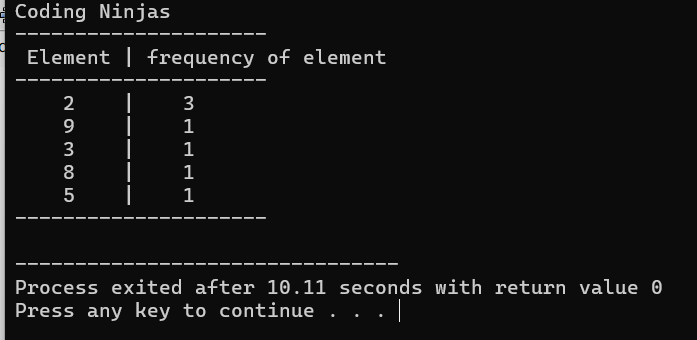 Coding Ninjas
---------------------
 Element | frequency of element
---------------------
    2    |    3
    9    |    1
    3    |    1
    8    |    1
    5    |    1
---------------------

--------------------------------
Process exited after 10.11 seconds with return value 0
Press any key to continue . . .